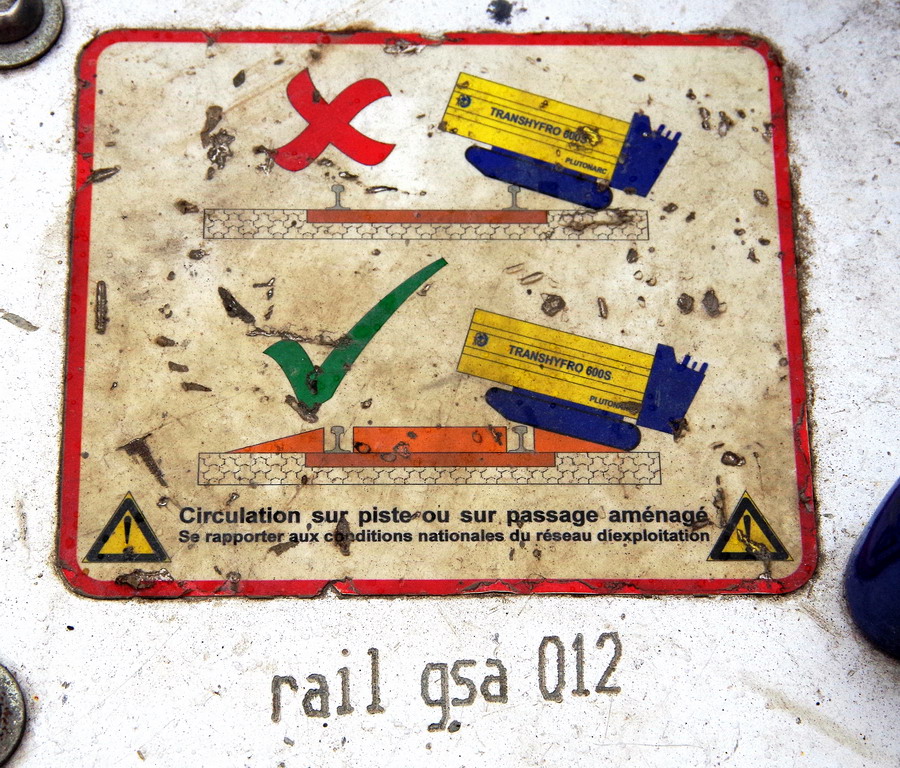 TRANSHYFRO 600S
PLUTONARC
TRANSHYFRO 600S
PLUTONARC
Circulation sur piste ou sur passage aménagé
Se rapporter aux conditions nationales du réseau diexploitation
rail gsa 012